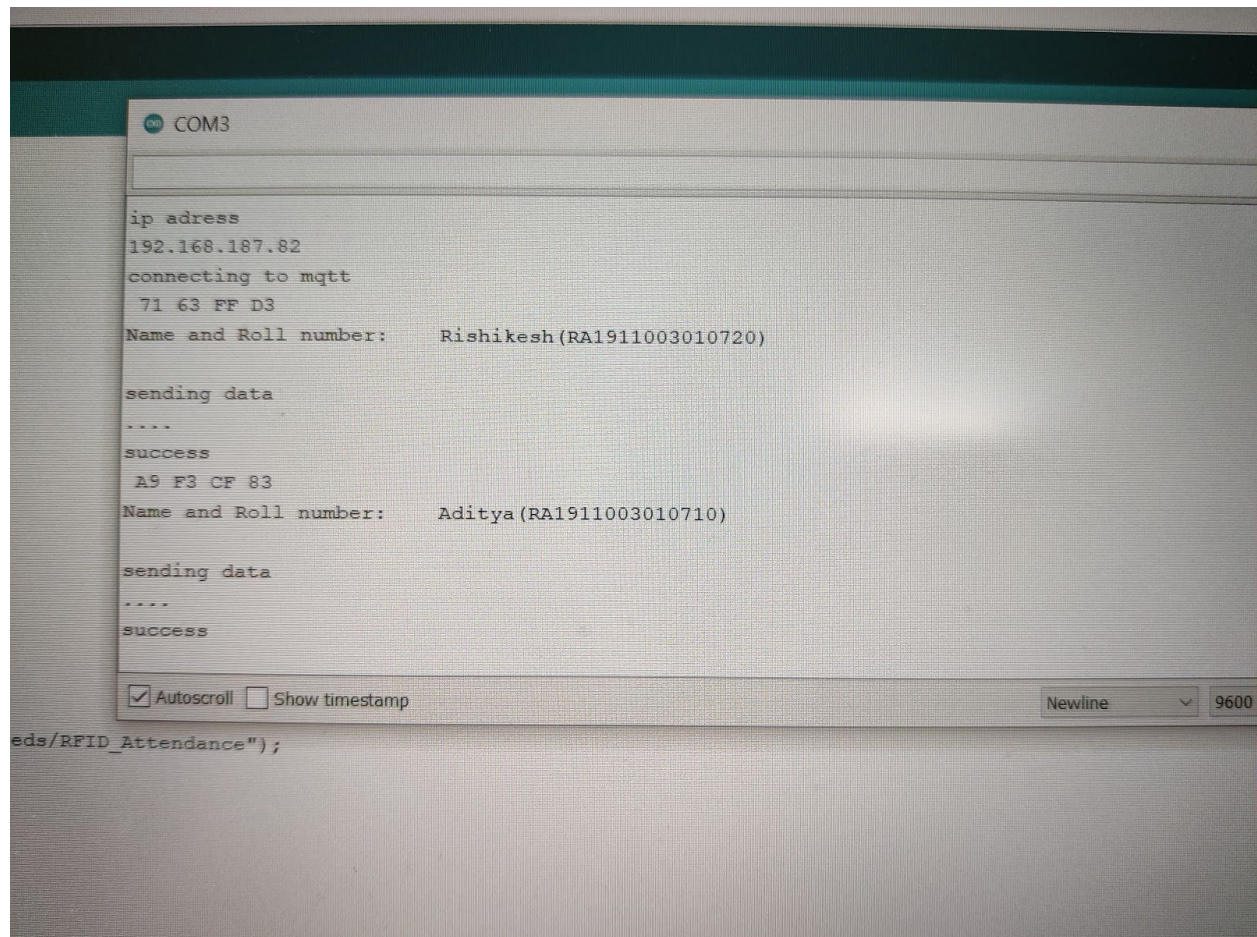 COM3
ip adress
192.168.187.82
connecting to mqtt
71 63 FF D3
Name and Roll number: Rishikesh(RA1911003010720)
sending data
....
success
A9 F3 CF 83
Name and Roll number: Aditya(RA1911003010710)
sending data
....
success
Autoscroll Show timestamp Newline 9600
eds/RFID_Attendance");